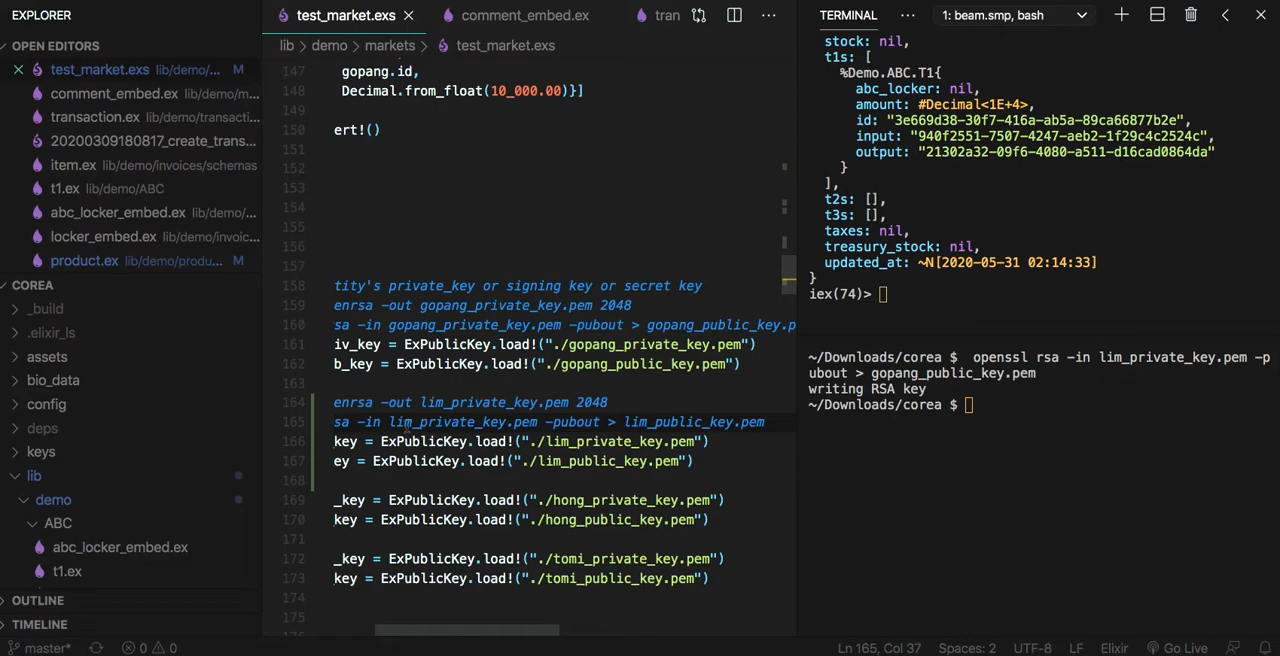 EXPLORER
OPEN EDITORS
test_market.exs lib/demo/... M
comment_embed.ex lib/demo/m...
transaction.ex lib/demo/transacti...
20200309180817_create_trans...
item.ex lib/demo/invoices/schemas
t1.ex lib/demo/ABC
abc_locker_embed.ex lib/demo/...
locker_embed.ex lib/demo/invoic...
product.ex lib/demo/produ... M
COREA
_build
.elixir_ls
assets
bio_data
config
deps
keys
lib
demo
ABC
abc_locker_embed.ex
t1.ex
OUTLINE
TIMELINE
test_market.exs
comment_embed.ex
tran
lib > demo > markets > test_market.exs
147 gopang.id,
148 Decimal.from_float(10_000.00)}]
149
150 ert!()
151
152
153
154
155
156
157
158 tity's private_key or signing key or secret key
159 enrsa -out gopang_private_key.pem 2048
160 sa -in gopang_private_key.pem -pubout > gopang_public_key.p
161 iv_key = ExPublicKey.load!("./gopang_private_key.pem")
162 b_key = ExPublicKey.load!("./gopang_public_key.pem")
163
164 enrsa -out lim_private_key.pem 2048
165 sa -in lim_private_key.pem -pubout > lim_public_key.pem
166 key = ExPublicKey.load!("./lim_private_key.pem")
167 ey = ExPublicKey.load!("./lim_public_key.pem")
168
169 _key = ExPublicKey.load!("./hong_private_key.pem")
170 key = ExPublicKey.load!("./hong_public_key.pem")
171
172 _key = ExPublicKey.load!("./tomi_private_key.pem")
173 key = ExPublicKey.load!("./tomi_public_key.pem")
174
175
TERMINAL ... 1: beam.smp, bash
stock: nil,
t1s: [
%Demo.ABC.T1{
abc_locker: nil,
amount: #Decimal<1E+4>,
id: "3e669d38-30f7-416a-ab5a-89ca66877b2e",
input: "940f2551-7507-4247-aeb2-1f29c4c2524c",
output: "21302a32-09f6-4080-a511-d16cad0864da"
}
],
t2s: [],
t3s: [],
taxes: nil,
treasury_stock: nil,
updated_at: ~N[2020-05-31 02:14:33]
}
iex(74)>
~/Downloads/corea $ openssl rsa -in lim_private_key.pem -p
ubout > gopang_public_key.pem
writing RSA key
~/Downloads/corea $
master* 0 0 Ln 165, Col 37 Spaces: 2 UTF-8 LF Elixir Go Live